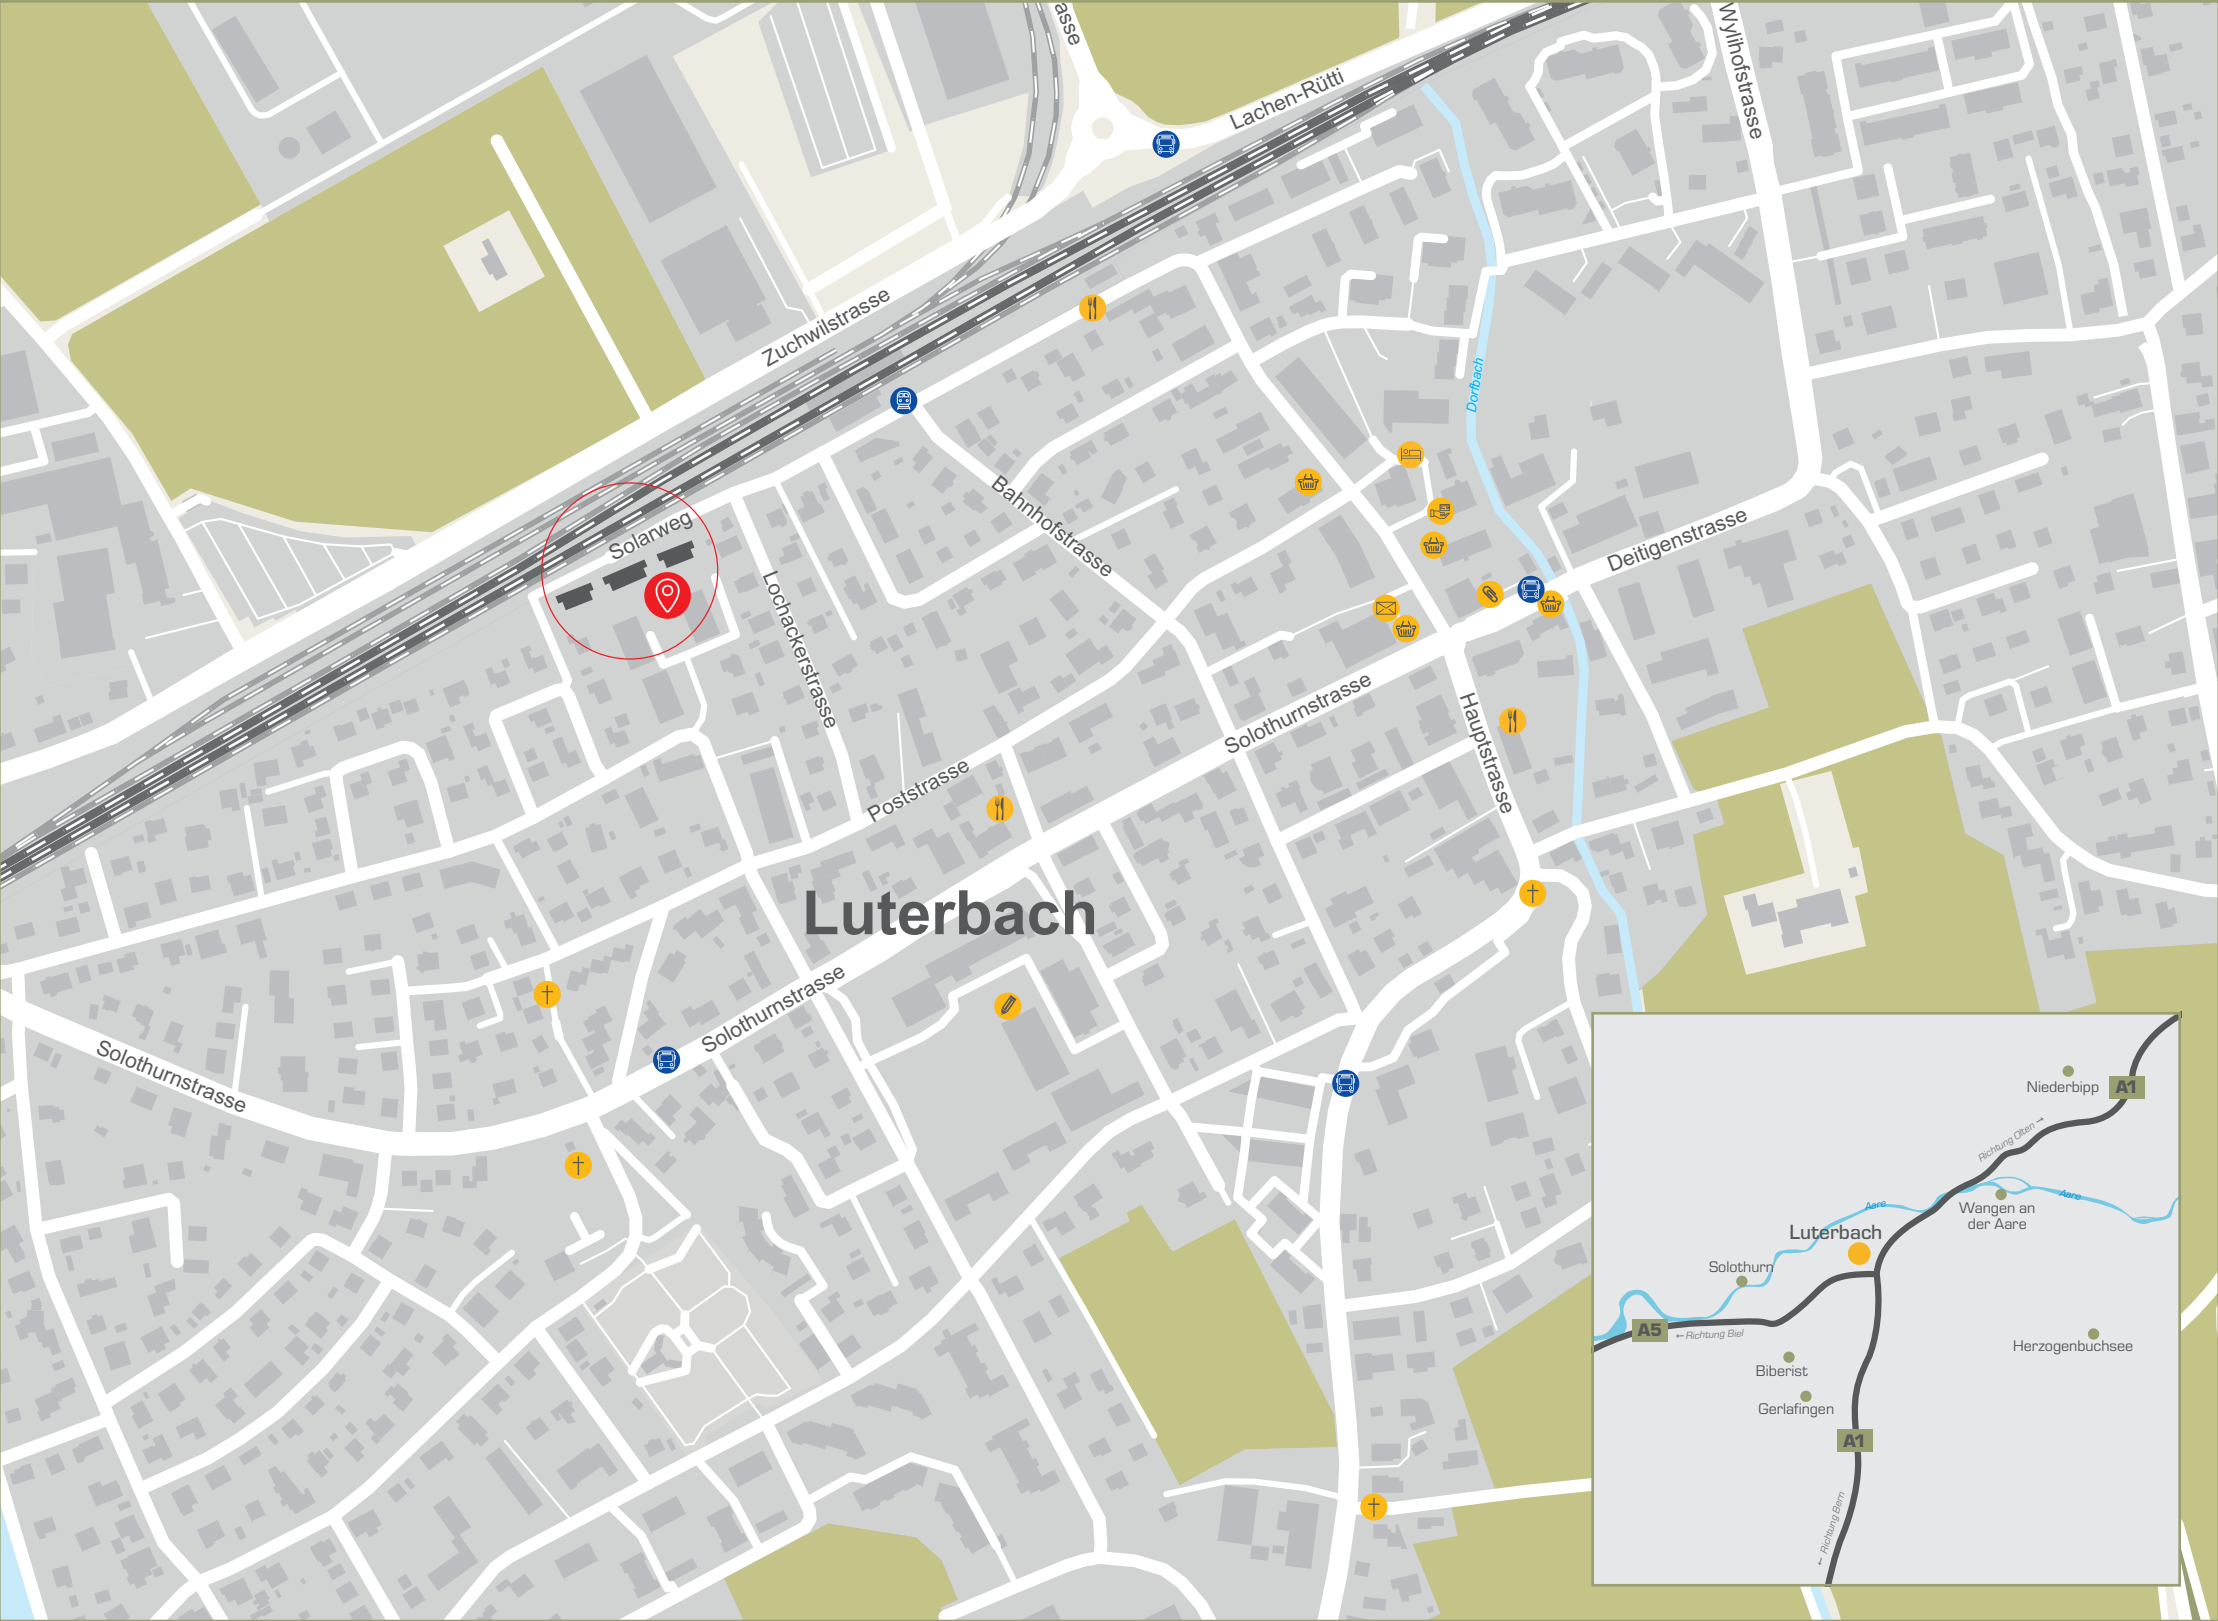 asse
Wylihofstrasse
Lachen-Rütti
Zuchwilstrasse
Dorfbach
Bahnhofstrasse
Solarweg
Deitigenstrasse
Lochackerstrasse
Solothurnstrasse
Hauptstrasse
Poststrasse
Luterbach
Solothurnstrasse
Solothurnstrasse
Niederbipp
A1
Richtung Olten →
Aare
Aare
Wangen an
der Aare
Luterbach
Solothurn
A5
← Richtung Biel
Herzogenbuchsee
Biberist
Gerlafingen
A1
← Richtung Bern